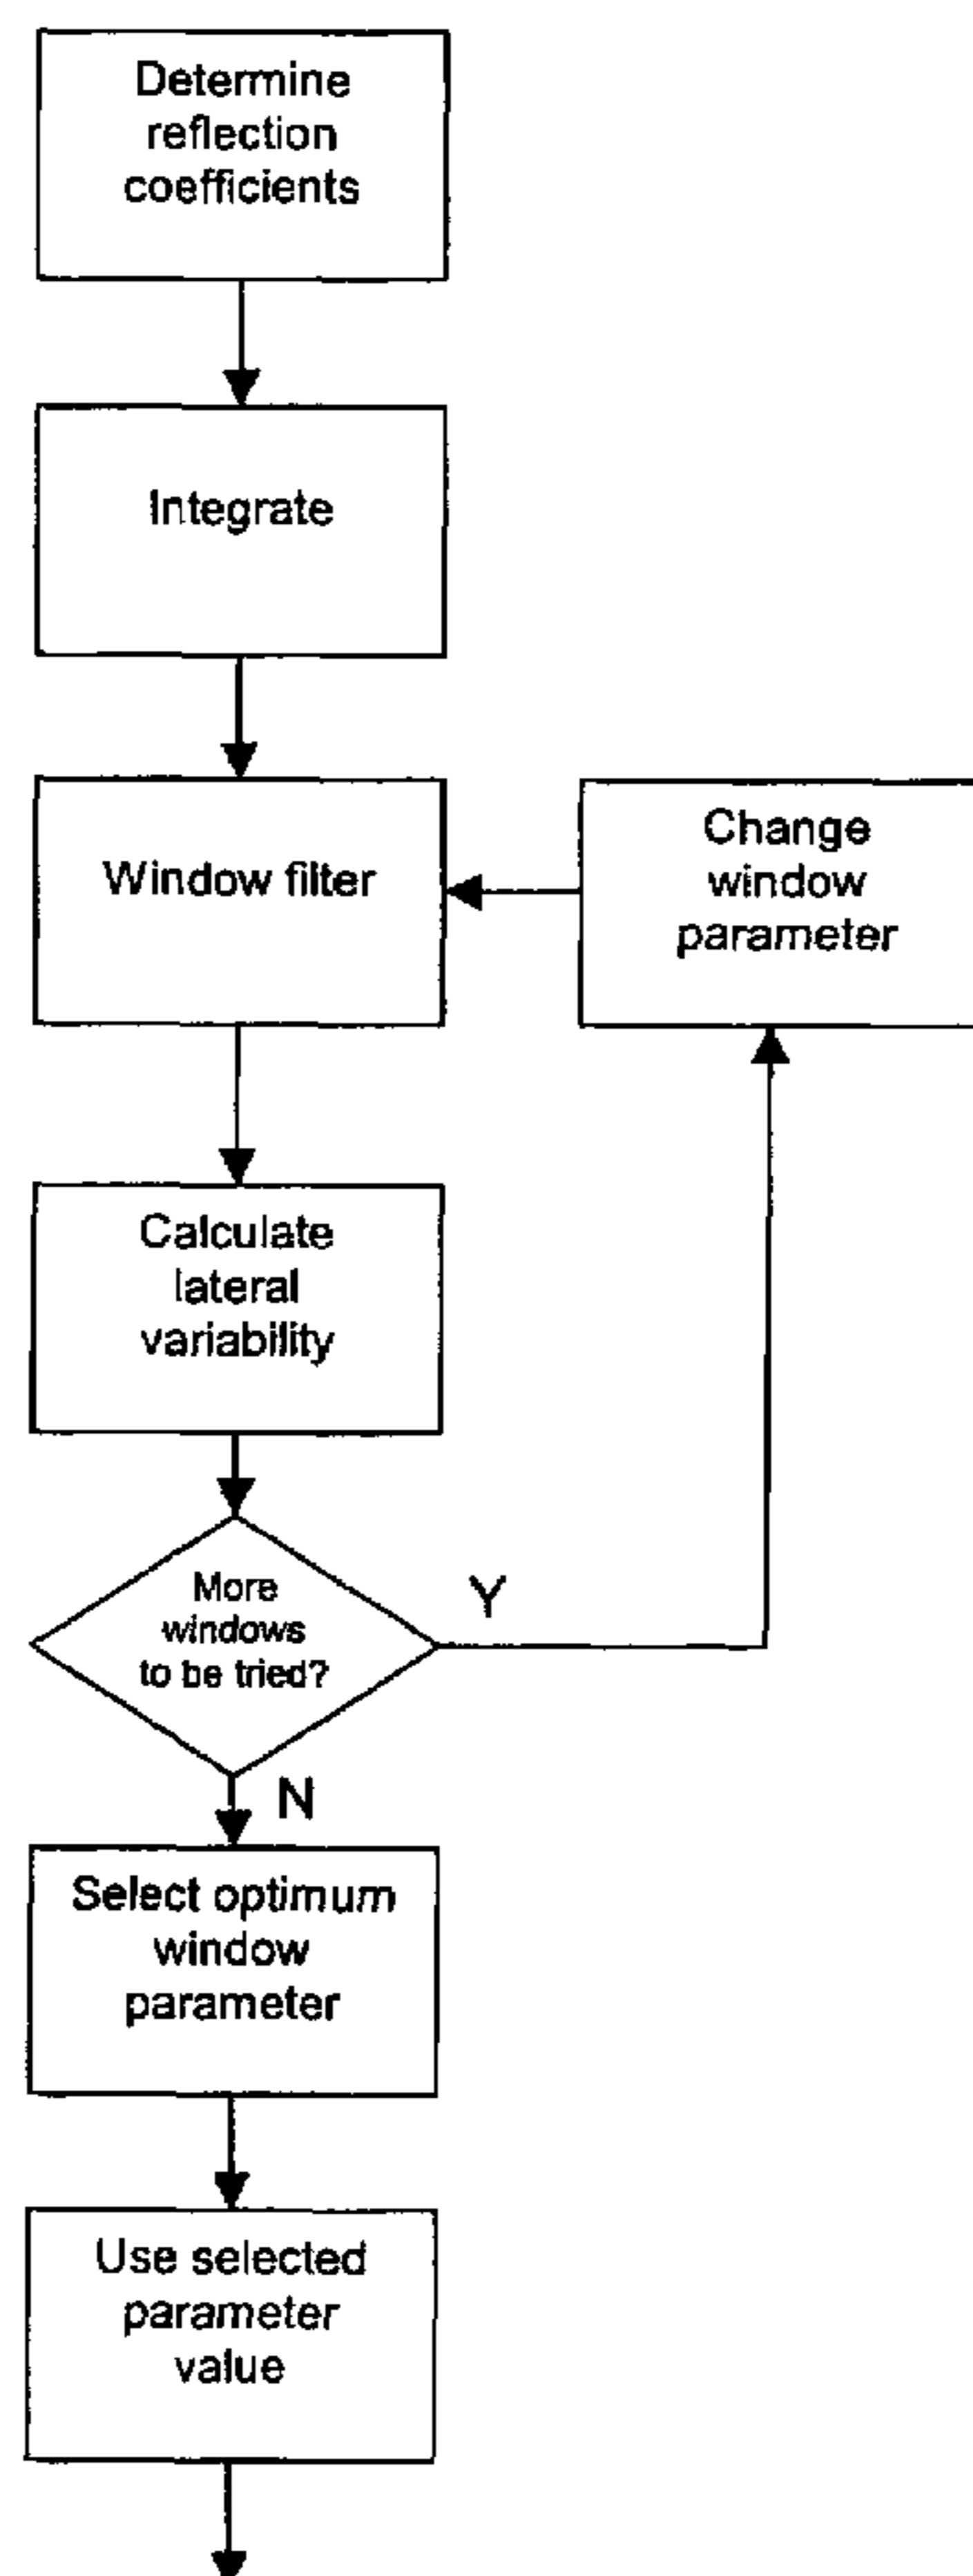 Determine
reflection
coefficients
Integrate
Window filter
Change
window
parameter
Calculate
lateral
variability
More
windows
to be tried?
Y
N
Select optimum
window
parameter
Use selected
parameter
value